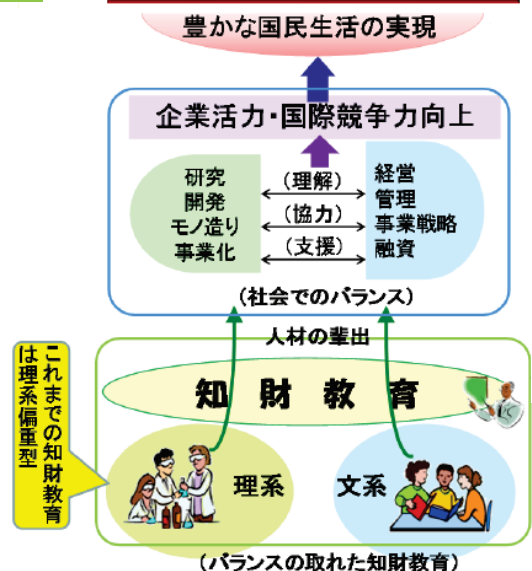 豊かな国民生活の実現
企業活力・国際競争力向上
研究
開発
モノ造り
事業化
(理解)
(協力)
(支援)
経営
管理
事業戦略
融資
(社会でのバランス)
人材の輩出
知財教育
これまでの知財教育
は理系偏重型
理系
文系
(バランスの取れた知財教育)